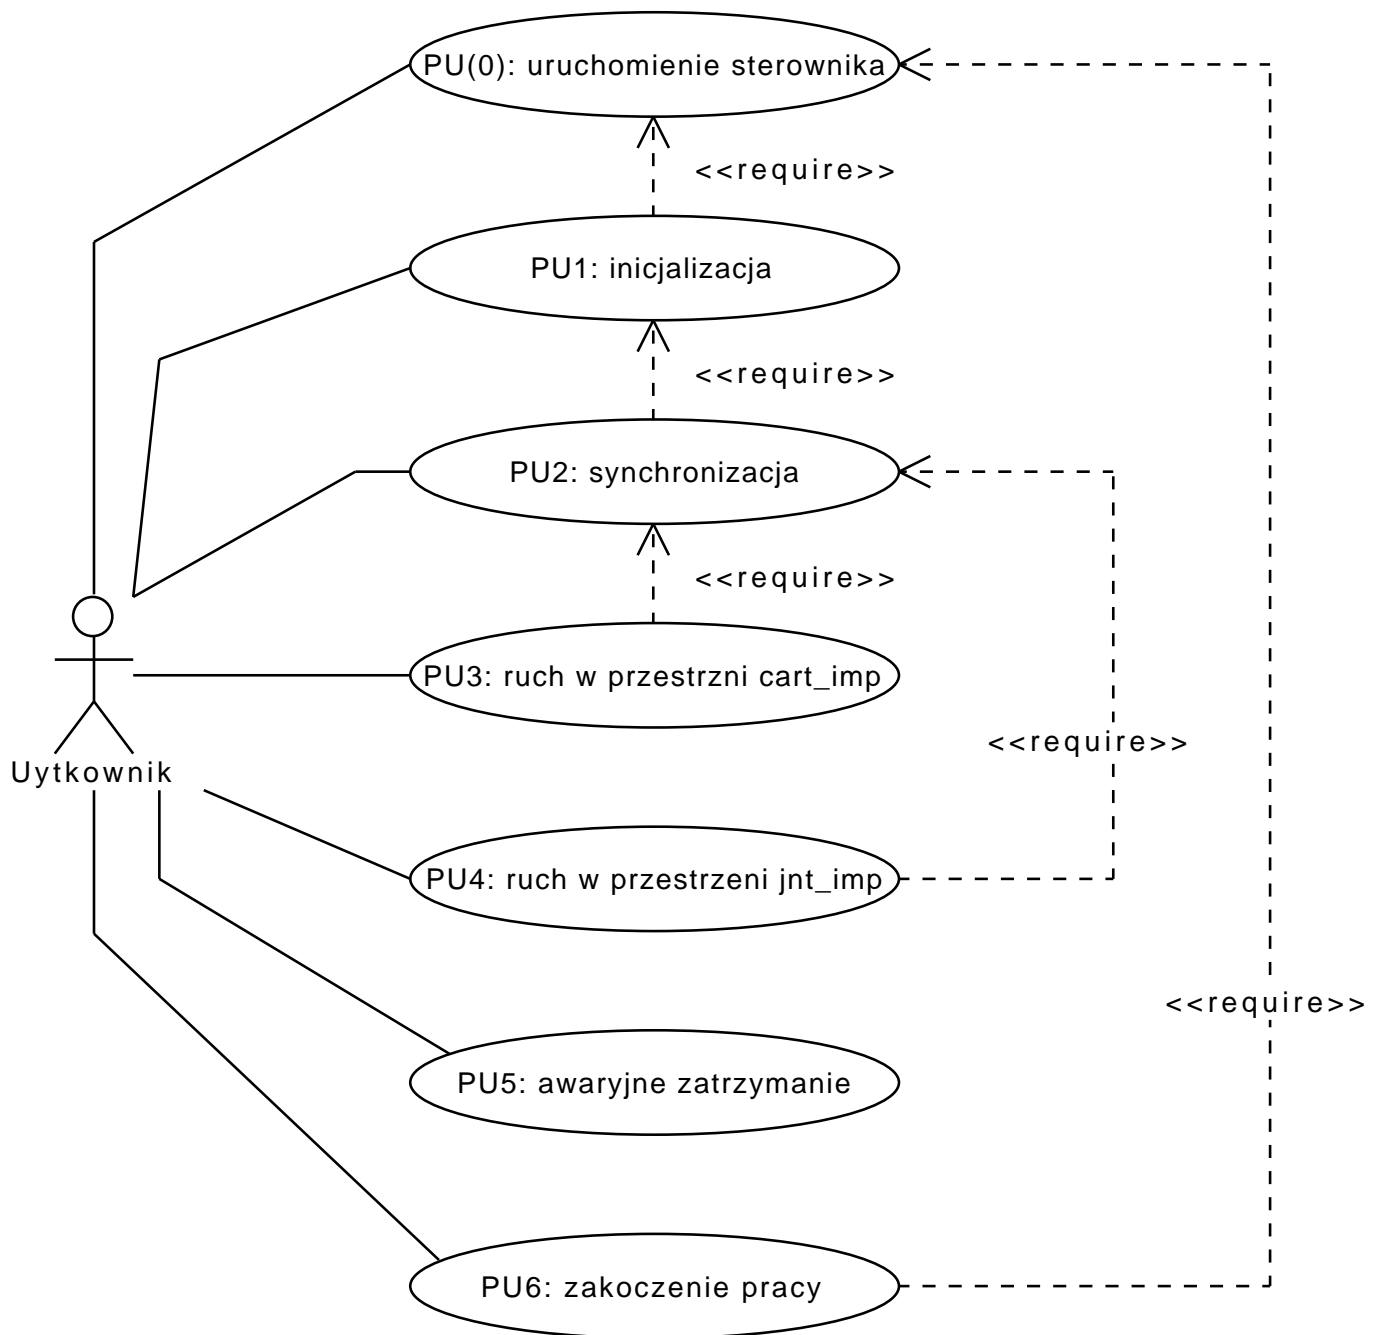 PU(0): uruchomienie sterownika
<<require>>
PU1: inicjalizacja
<<require>>
PU2: synchronizacja
<<require>>
PU3: ruch w przestrzni cart_imp
<<require>>
Uytkownik
PU4: ruch w przestrzeni jnt_imp
<<require>>
PU5: awaryjne zatrzymanie
PU6: zakoczenie pracy